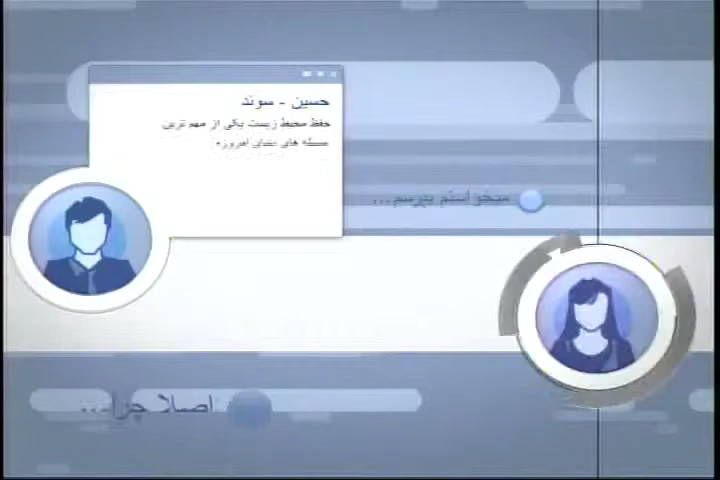 حسین - سوئد
حفظ محیط زیست یکی از مهم ترین
مسئله های دنیای امروزه
میخواستم بپرسم...
اصلا چرا...